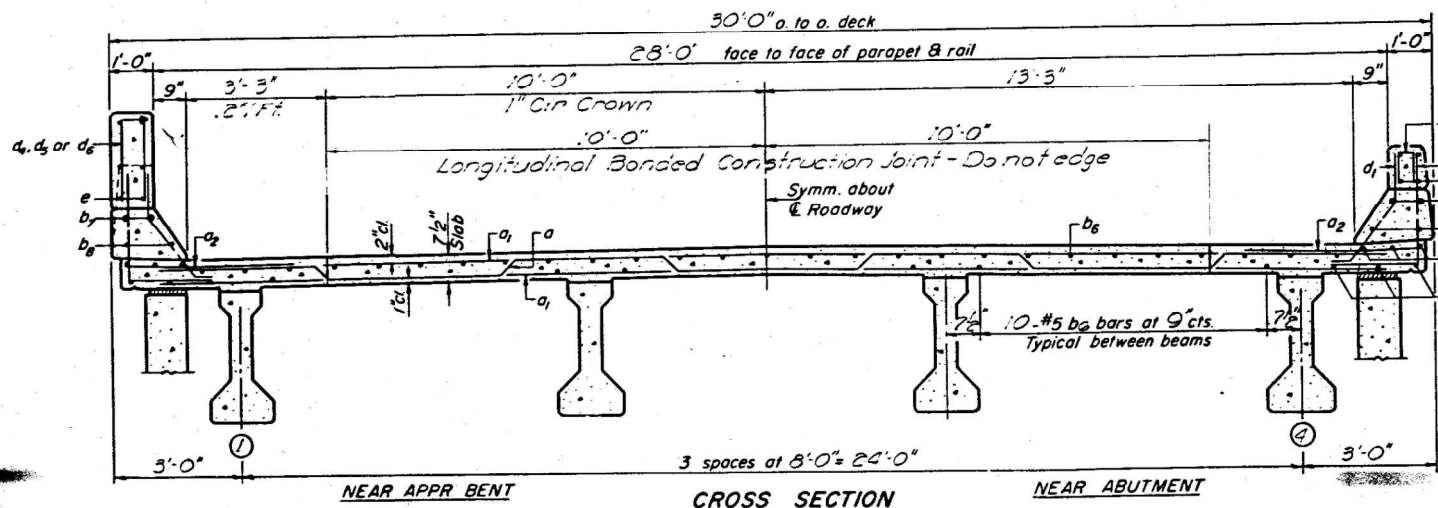 30'-0" o. to o. deck
28'-0" face to face of parapet & rail
1'-0"
1'-0"
9"
3'-3"
10'-0"
13'-3"
9"
.2"/Ft.
1" Cir Crown
10'-0"
10'-0"
Longitudinal Bonded Construction Joint - Do not edge
d4, d5 or d6
e
b7
b8
a2
2" cl.
7½" Slab
a1
a
Symm. about
℄ Roadway
b6
a2
d1
1" cl.
a1
7½"
10-#5 b6 bars at 9" cts.
7½"
Typical between beams
1
4
3'-0"
3 spaces at 8'-0" = 24'-0"
3'-0"
NEAR APPR BENT
CROSS SECTION
NEAR ABUTMENT